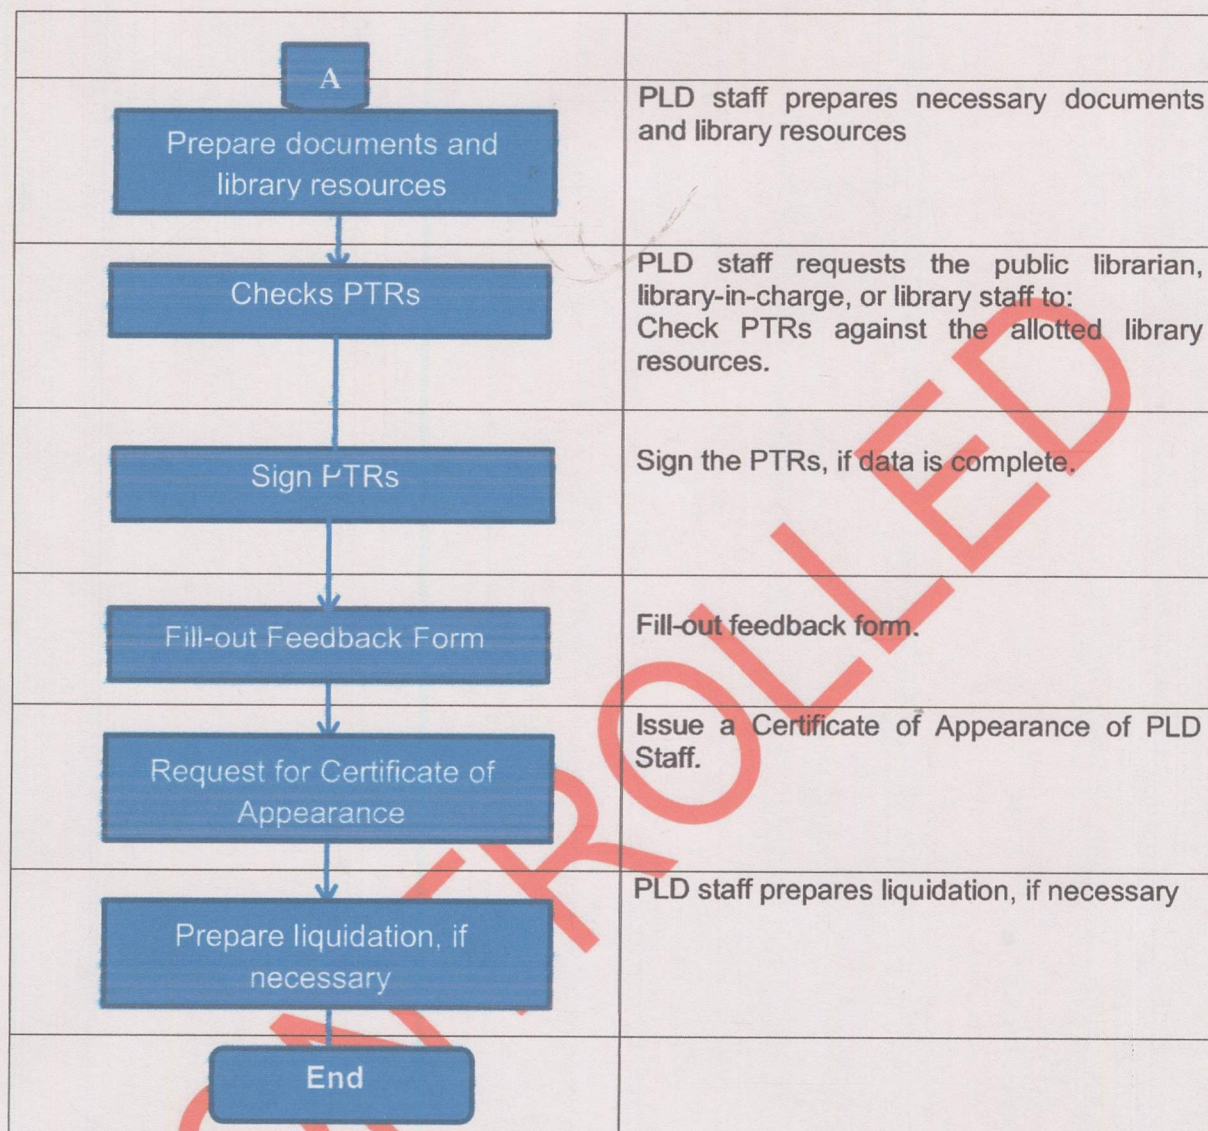 A
PLD staff prepares necessary documents
and library resources
Prepare documents and
library resources
PLD staff requests the public librarian,
library-in-charge, or library staff to:
Check PTRs against the allotted library
resources.
Checks PTRs
Sign the PTRs, if data is complete.
Sign PTRs
Fill-out feedback form.
Fill-out Feedback Form
Issue a Certificate of Appearance of PLD
Staff.
Request for Certificate of
Appearance
PLD staff prepares liquidation, if necessary
Prepare liquidation, if
necessary
End